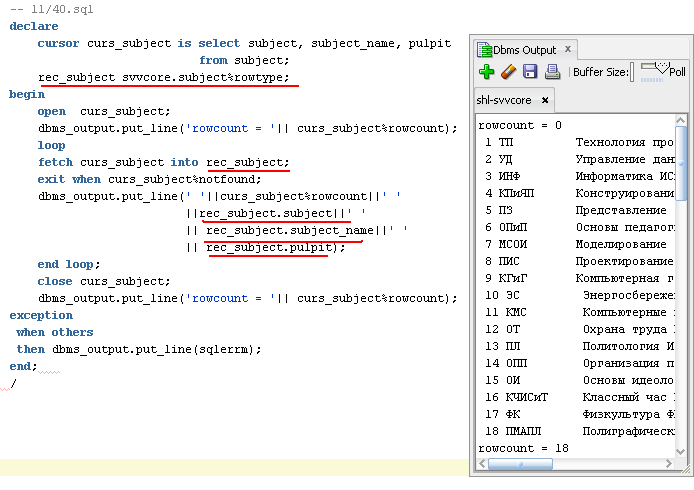 -- 11/40.sql
declare
cursor curs_subject is select subject, subject_name, pulpit
from subject;
rec_subject svvcore.subject%rowtype;
begin
open curs_subject;
dbms_output.put_line('rowcount = '|| curs_subject%rowcount);
loop
fetch curs_subject into rec_subject;
exit when curs_subject%notfound;
dbms_output.put_line(' '||curs_subject%rowcount||' '
||rec_subject.subject||' '
|| rec_subject.subject_name||' '
|| rec_subject.pulpit);
end loop;
close curs_subject;
dbms_output.put_line('rowcount = '|| curs_subject%rowcount);
exception
when others
then dbms_output.put_line(sqlerrm);
end;
/
Dbms Output x
Buffer Size: Poll
shl-svvcore x
rowcount = 0
1 ТП Технология про
2 УД Управление дан
3 ИНФ Информатика ИС
4 КПиЯП Конструировани
5 ПЗ Представление
6 ОПиП Основы педагог
7 МСОИ Моделирование
8 ПИС Проектирование
9 КГиГ Компьютерная г
10 ЭС Энергосбереже
11 КМС Компьютерные
12 ОТ Охрана труда
13 ПЛ Политология И
14 ОПП Организация п
15 ОИ Основы идеоло
16 КЧИСиТ Классный час
17 ФК Физкультура Ф
18 ПМАПЛ Полиграфическ
rowcount = 18